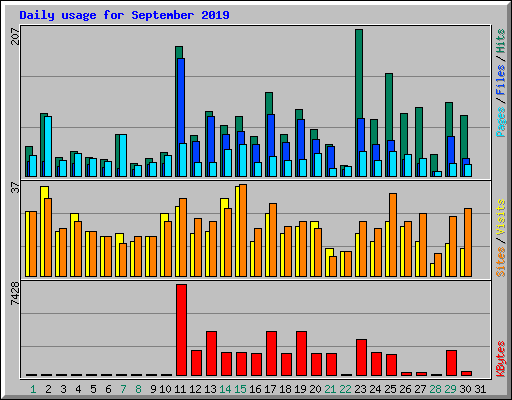 Daily usage for September 2019
207
Pages / Files / Hits
37
Sites / Visits
7428
KBytes
1 2 3 4 5 6 7 8 9 10 11 12 13 14 15 16 17 18 19 20 21 22 23 24 25 26 27 28 29 30 31